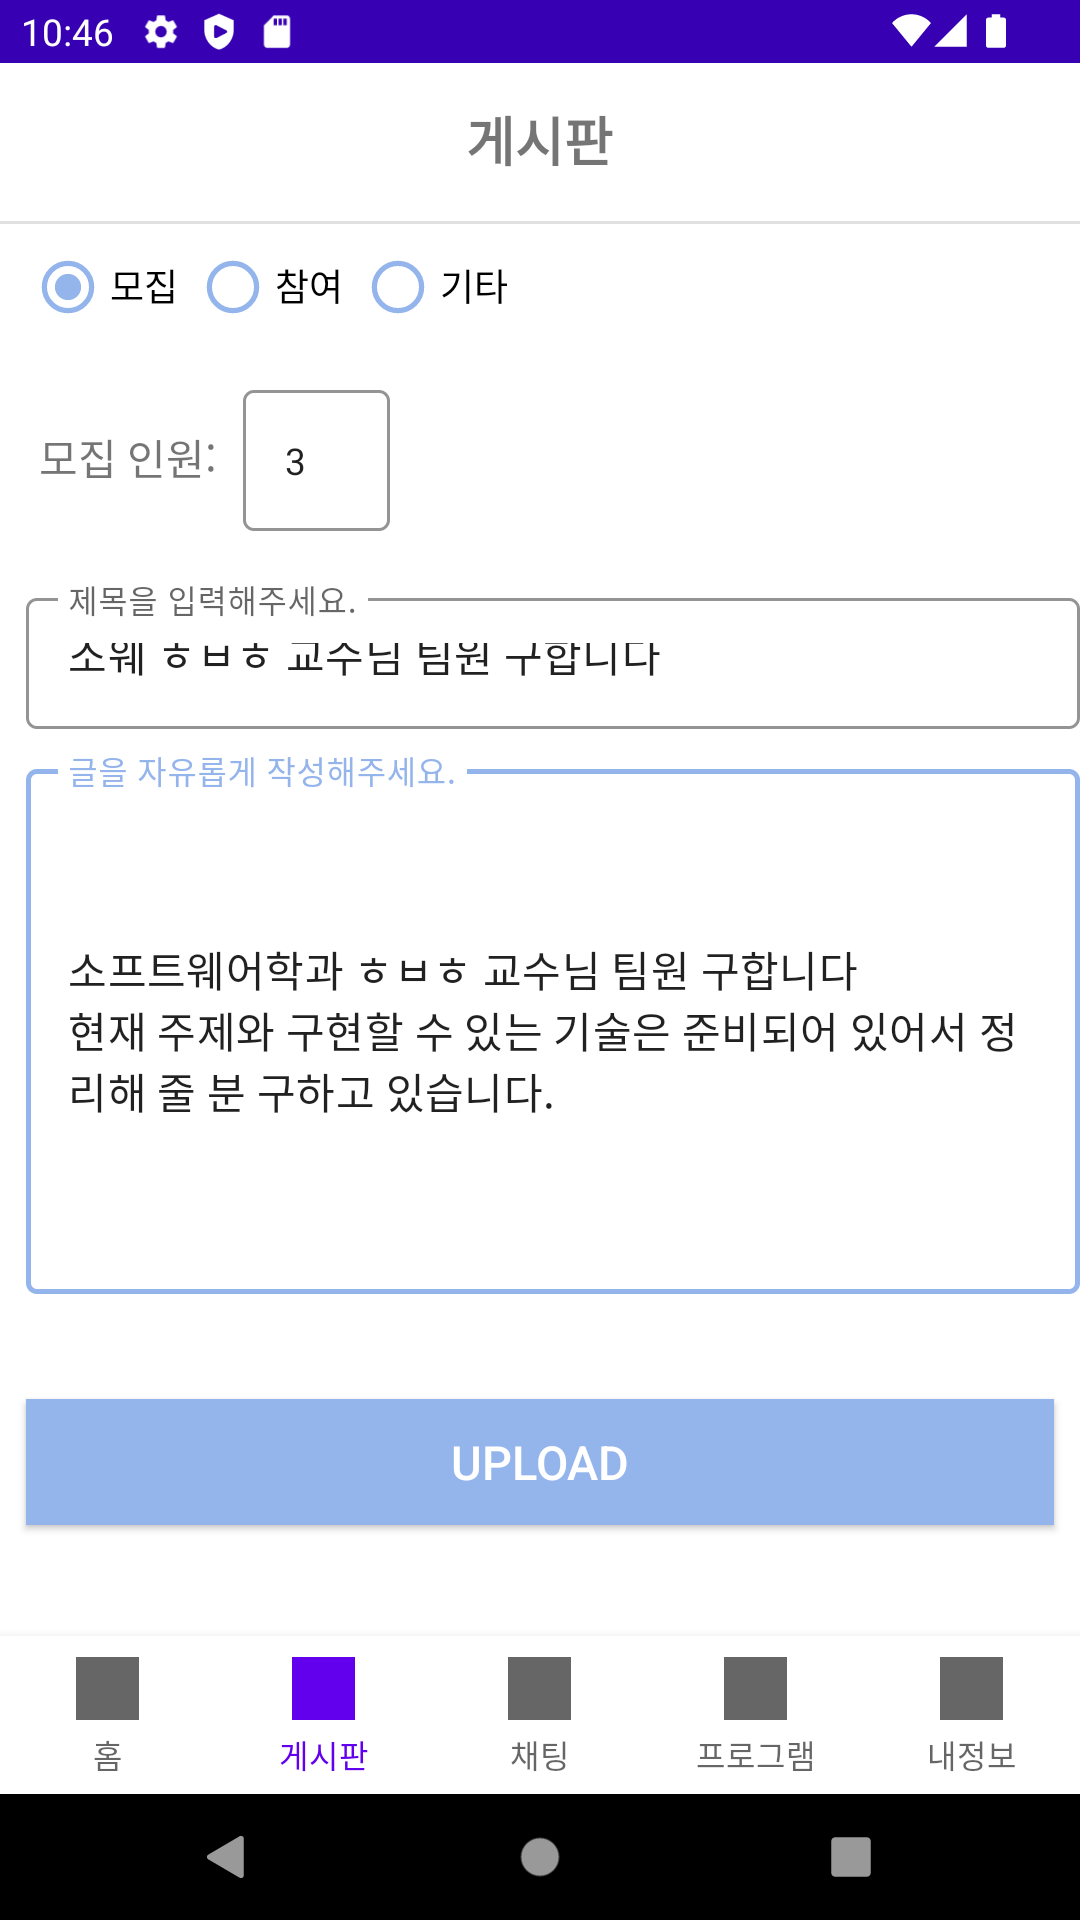 10:46
게시판
모집 참여 기타
모집 인원: 3
제목을 입력해주세요.
소웨 ㅎㅂㅎ 교수님 팀원 구합니다
글을 자유롭게 작성해주세요.
소프트웨어학과 ㅎㅂㅎ 교수님 팀원 구합니다
현재 주제와 구현할 수 있는 기술은 준비되어 있어서 정
리해 줄 분 구하고 있습니다.
UPLOAD
홈 게시판 채팅 프로그램 내정보